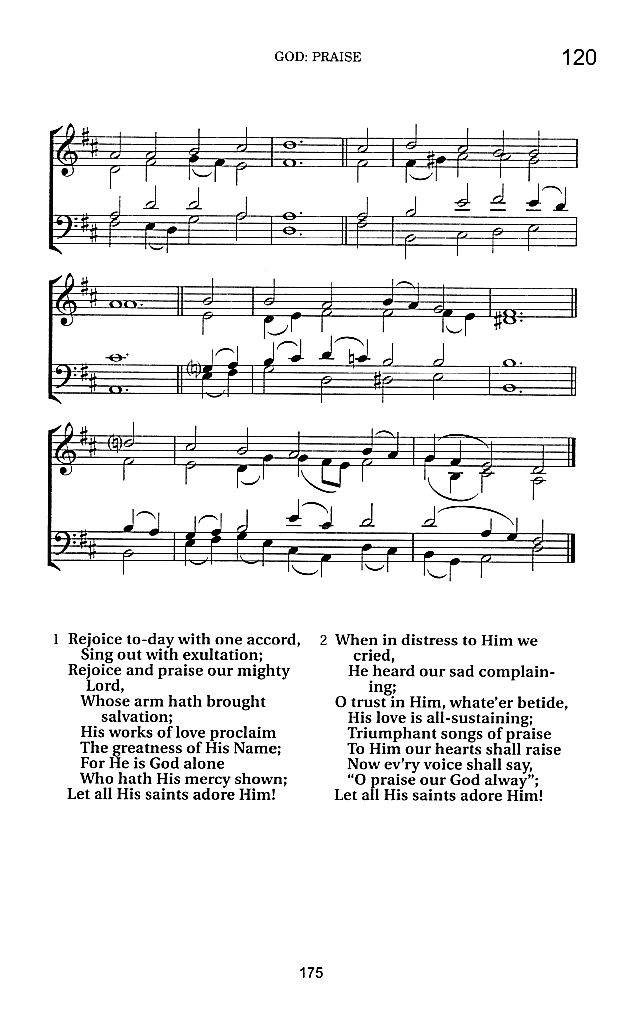 GOD: PRAISE
120
1 Rejoice to-day with one accord,
Sing out with exultation;
Rejoice and praise our mighty
Lord,
Whose arm hath brought
salvation;
His works of love proclaim
The greatness of His Name;
For He is God alone
Who hath His mercy shown;
Let all His saints adore Him!
2 When in distress to Him we
cried,
He heard our sad complain-
ing;
O trust in Him, whate'er betide,
His love is all-sustaining;
Triumphant songs of praise
To Him our hearts shall raise
Now ev'ry voice shall say,
“O praise our God alway”;
Let all His saints adore Him!
175